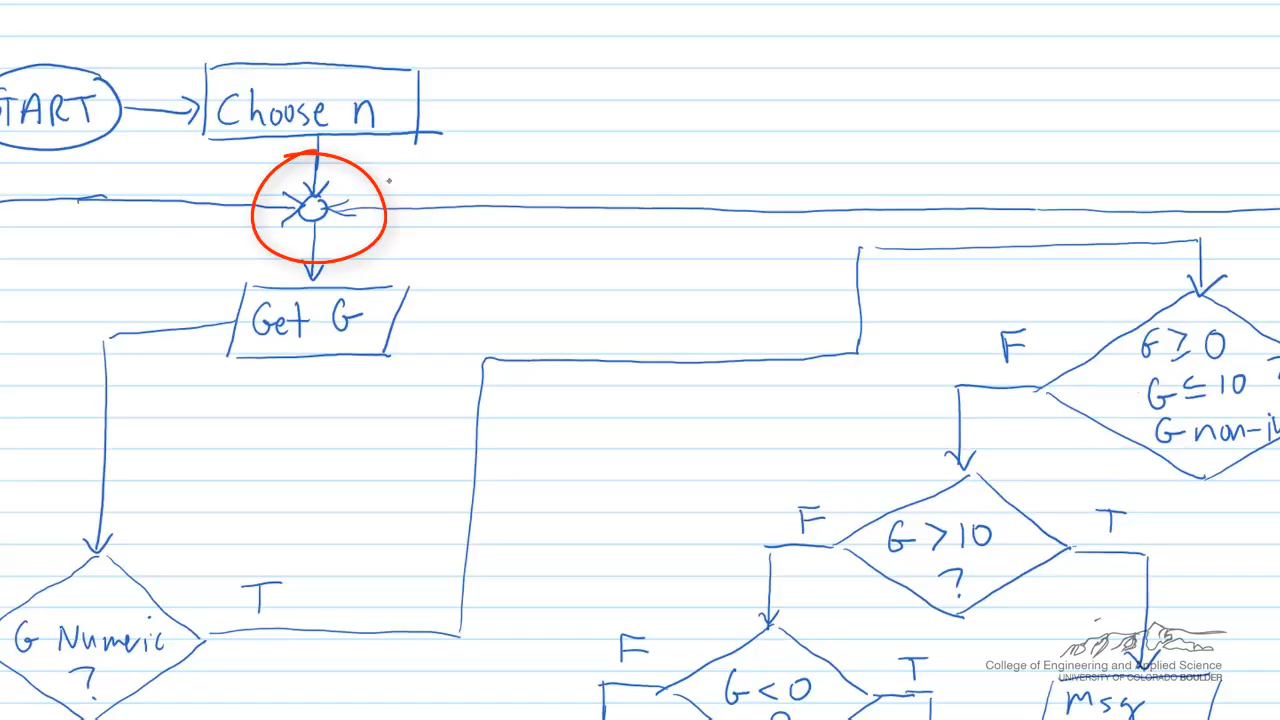 START
Choose n
Get G
F
G ≥ 0
G ≤ 10
G non-i
F
T
G > 10
?
T
G Numeric
?
F
T
G < 0
?
College of Engineering and Applied Science
UNIVERSITY OF COLORADO BOULDER
Msg